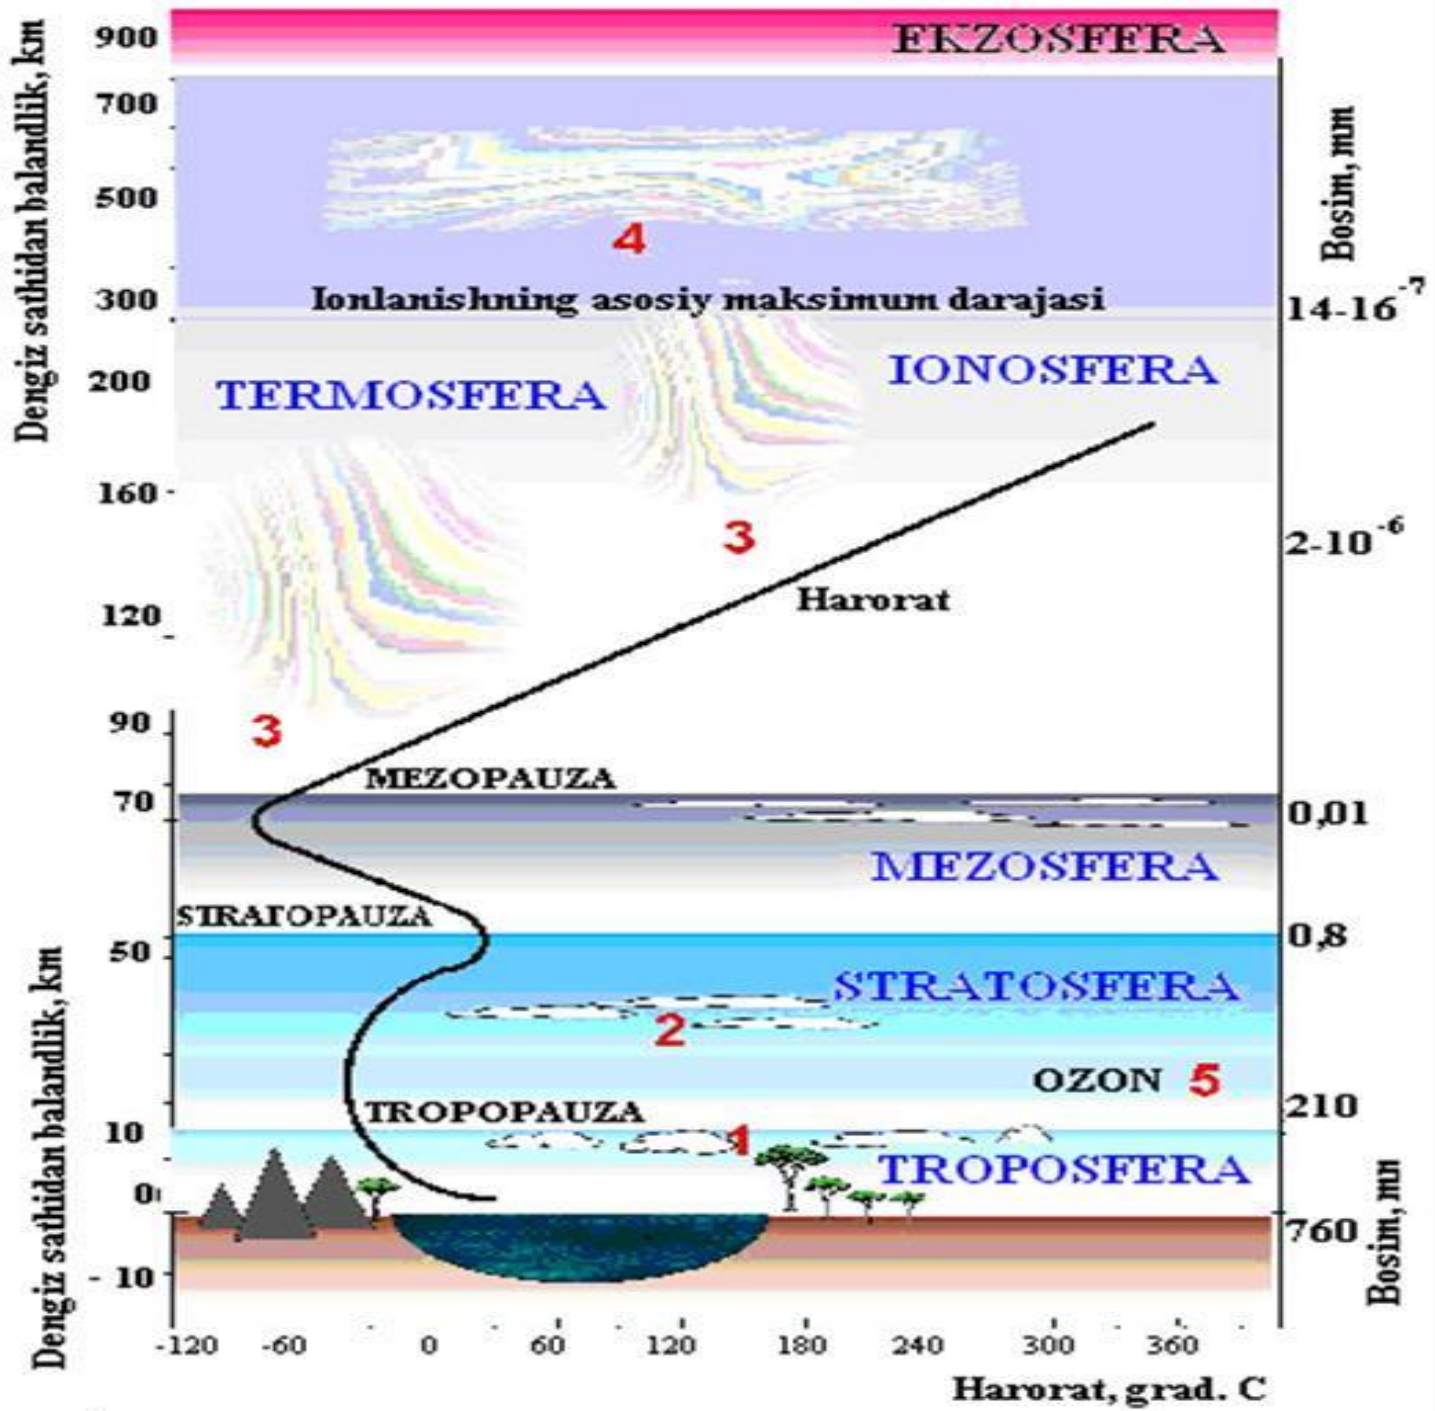 Dengiz sathidan balandlik, km
900
EKZOSFERA
700
Bosim, mm
500
4
300
Ionlanishning asosiy maksimum darajasi
14-16
IONOSFERA
200
TERMOSFERA
160
3
2-10⁻⁶
Harorat
120
90
3
MEZOPAUZA
70
0,01
MEZOSFERA
STRATOPAUZA
0,8
50
Dengiz sathidan balandlik, km
STRATOSFERA
2
OZON 5
TROPOPAUZA
210
10
1
TROPOSFERA
0
760
Bosim, mn
- 10
-120 -60 0 60 120 180 240 300 360
Harorat, grad. C